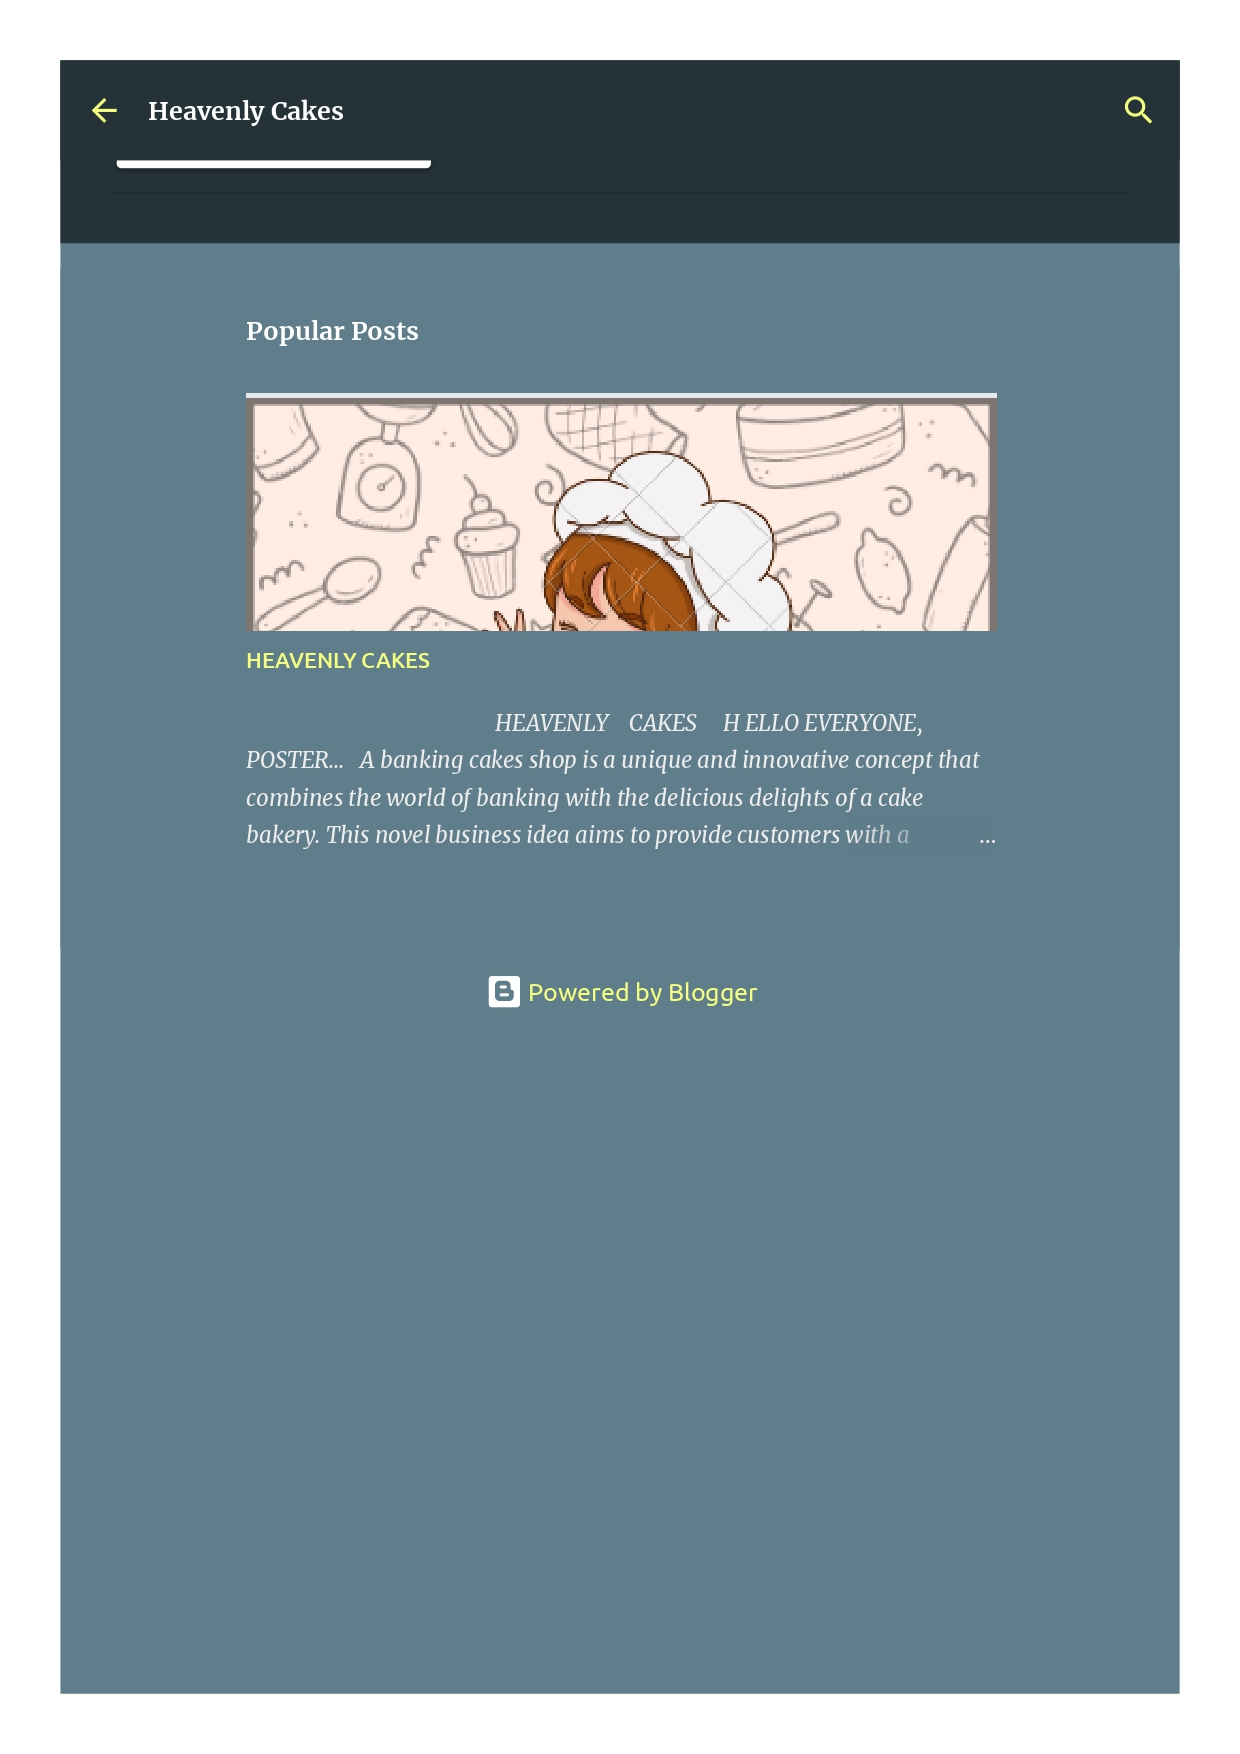 Heavenly Cakes
Popular Posts
HEAVENLY CAKES
HEAVENLY CAKES H ELLO EVERYONE,
POSTER... A banking cakes shop is a unique and innovative concept that
combines the world of banking with the delicious delights of a cake
bakery. This novel business idea aims to provide customers with a ...
Powered by Blogger